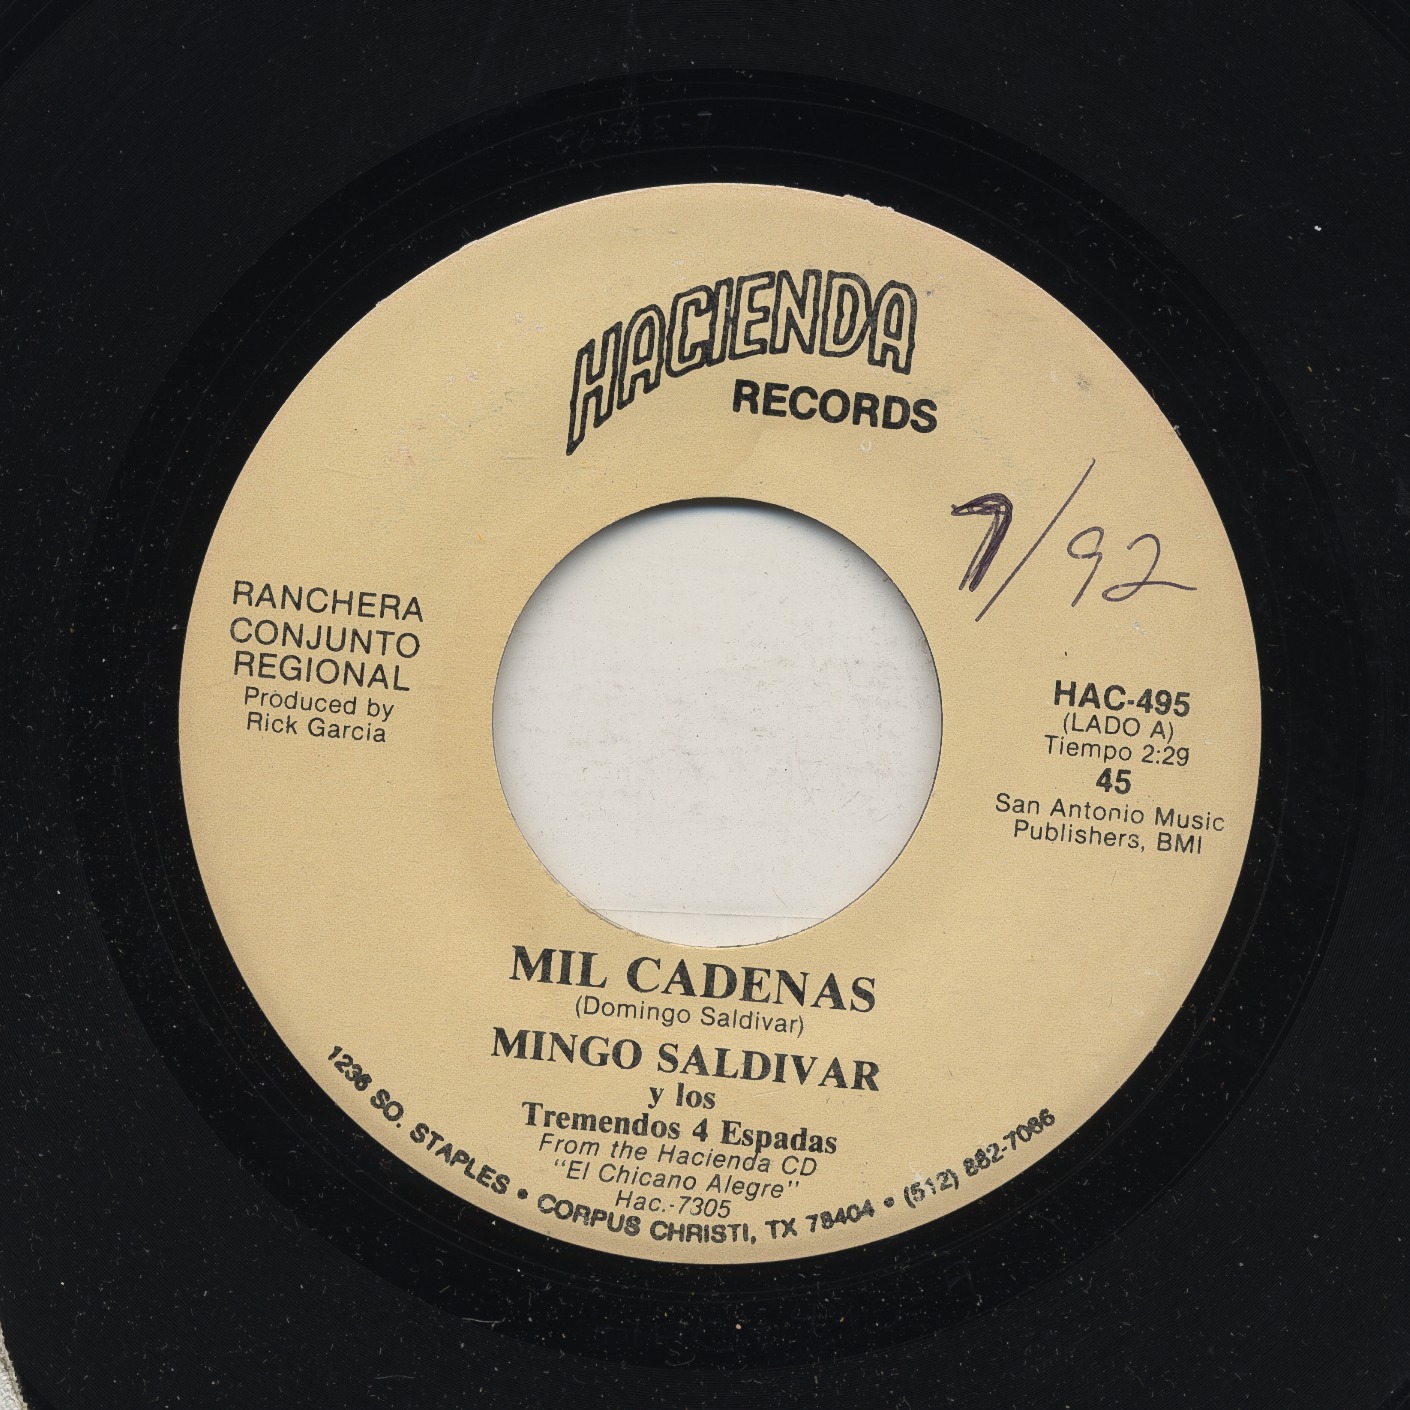 HACIENDA
RECORDS
7/92
RANCHERA
CONJUNTO
REGIONAL
Produced by
Rick Garcia
HAC-495
(LADO A)
Tiempo 2:29
45
San Antonio Music
Publishers, BMI
MIL CADENAS
(Domingo Saldivar)
MINGO SALDIVAR
y los
Tremendos 4 Espadas
From the Hacienda CD
"El Chicano Alegre"
Hac.-7305
1236 SO. STAPLES • CORPUS CHRISTI, TX 78404 • (512) 882-7066